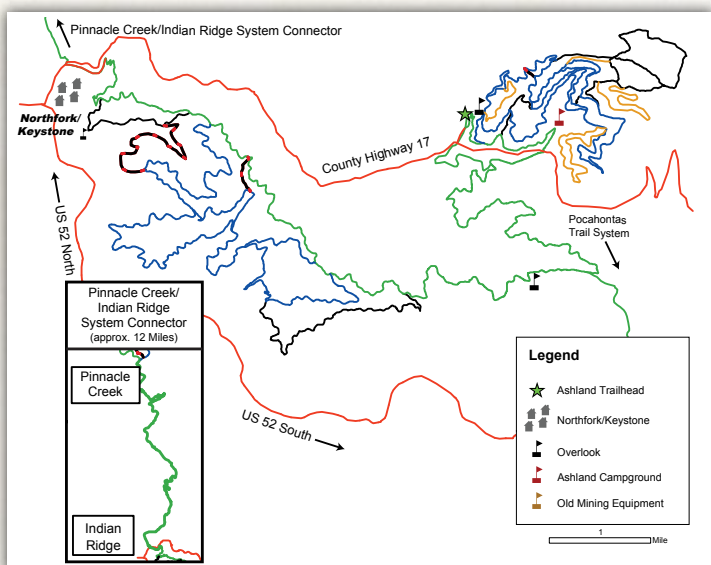 Pinnacle Creek/Indian Ridge System Connector
Northfork/
Keystone
County Highway 17
US 52 North
Pocahontas
Trail System
Pinnacle Creek/
Indian Ridge
System Connector
(approx. 12 Miles)
Pinnacle
Creek
US 52 South
Indian
Ridge
Legend
Ashland Trailhead
Northfork/Keystone
Overlook
Ashland Campground
Old Mining Equipment
1
Mile